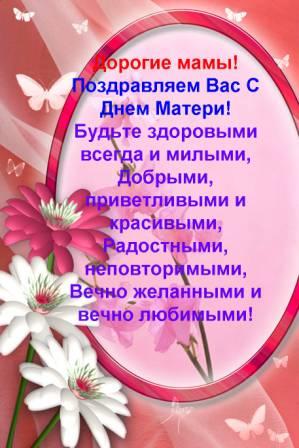 Дорогие мамы!
Поздравляем Вас С
Днем Матери!
Будьте здоровыми
всегда и милыми,
Добрыми,
приветливыми и
красивыми,
Радостными,
неповторимыми,
Вечно желанными и
вечно любимыми!